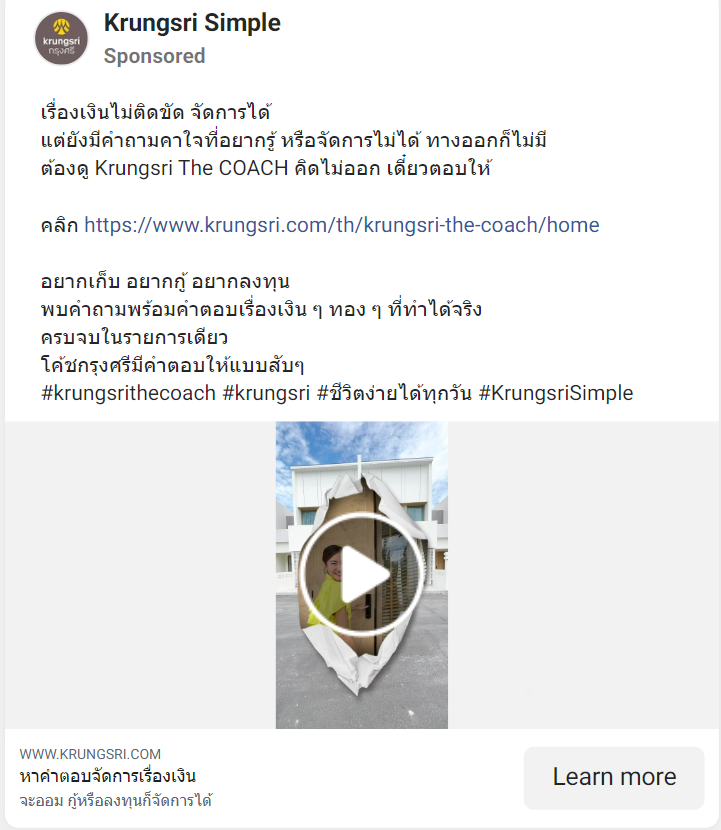 krungsri
กรุงศรี
Krungsri Simple
Sponsored
เรื่องเงินไม่ติดขัด จัดการได้
แต่ยังมีคำถามคาใจที่อยากรู้ หรือจัดการไม่ได้ ทางออกก็ไม่มี
ต้องดู Krungsri The COACH คิดไม่ออก เดี๋ยวตอบให้
คลิก https://www.krungsri.com/th/krungsri-the-coach/home
อยากเก็บ อยากกู้ อยากลงทุน
พบคำถามพร้อมคำตอบเรื่องเงิน ๆ ทอง ๆ ที่ทำได้จริง
ครบจบในรายการเดียว
โค้ชกรุงศรีมีคำตอบให้แบบสับๆ
#krungsrithecoach #krungsri #ชีวิตง่ายได้ทุกวัน #KrungsriSimple
WWW.KRUNGSRI.COM
หาคำตอบจัดการเรื่องเงิน
จะออม กู้หรือลงทุนก็จัดการได้
Learn more